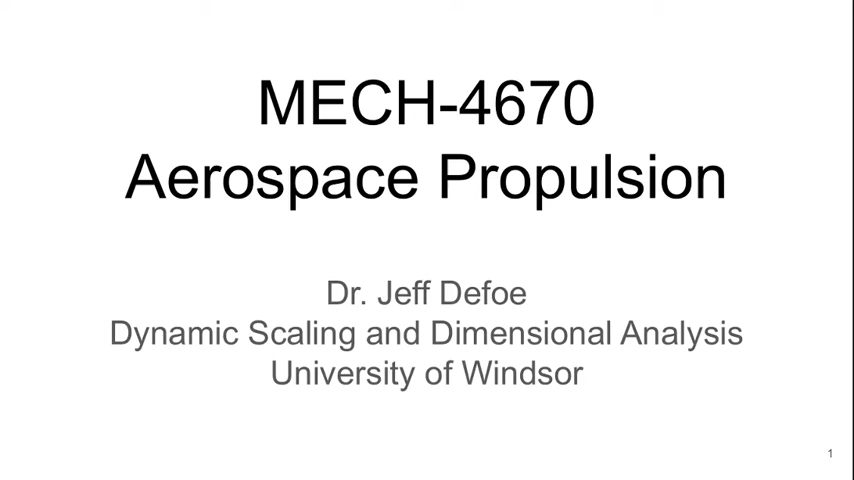 MECH-4670
Aerospace Propulsion
Dr. Jeff Defoe
Dynamic Scaling and Dimensional Analysis
University of Windsor
1